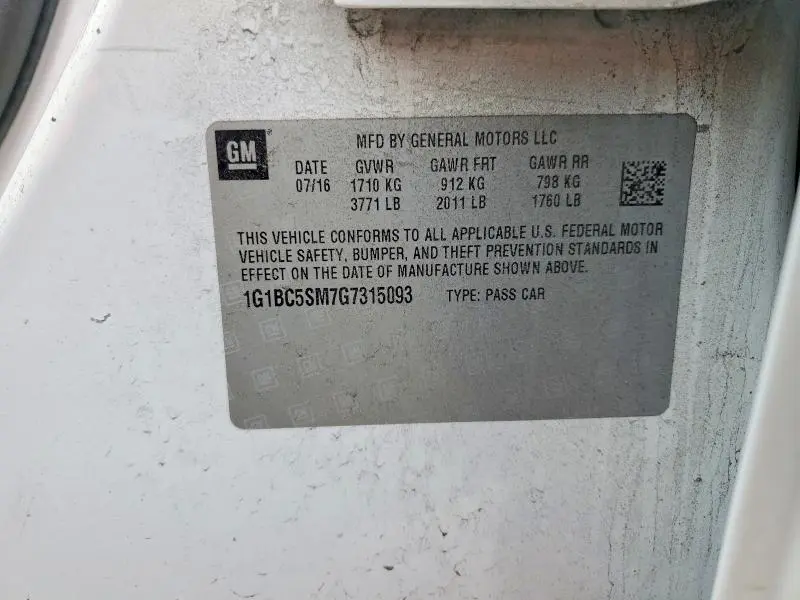 GM
MFD BY GENERAL MOTORS LLC
DATE GVWR GAWR FRT GAWR RR
07/16 1710 KG 912 KG 798 KG
3771 LB 2011 LB 1760 LB
THIS VEHICLE CONFORMS TO ALL APPLICABLE U.S. FEDERAL MOTOR
VEHICLE SAFETY, BUMPER, AND THEFT PREVENTION STANDARDS IN
EFFECT ON THE DATE OF MANUFACTURE SHOWN ABOVE.
1G1BC5SM7G7315093 TYPE: PASS CAR